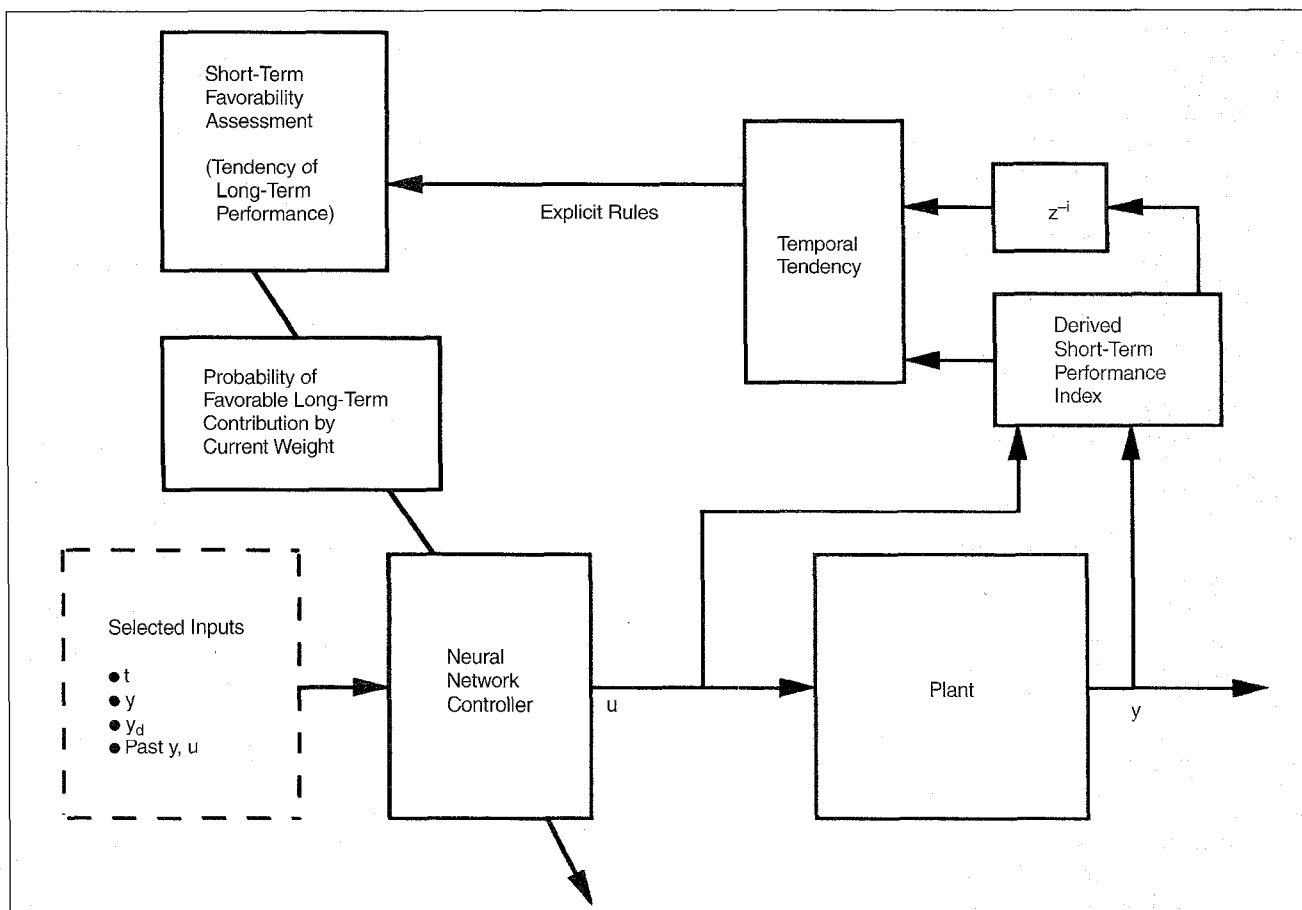 Short-Term
Favorability
Assessment
(Tendency of
Long-Term
Performance)
Explicit Rules
Temporal
Tendency
z⁻ⁱ
Derived
Short-Term
Performance
Index
Probability of
Favorable Long-Term
Contribution by
Current Weight
Selected Inputs
● t
● y
● y_d
● Past y, u
Neural
Network
Controller
u
Plant
y